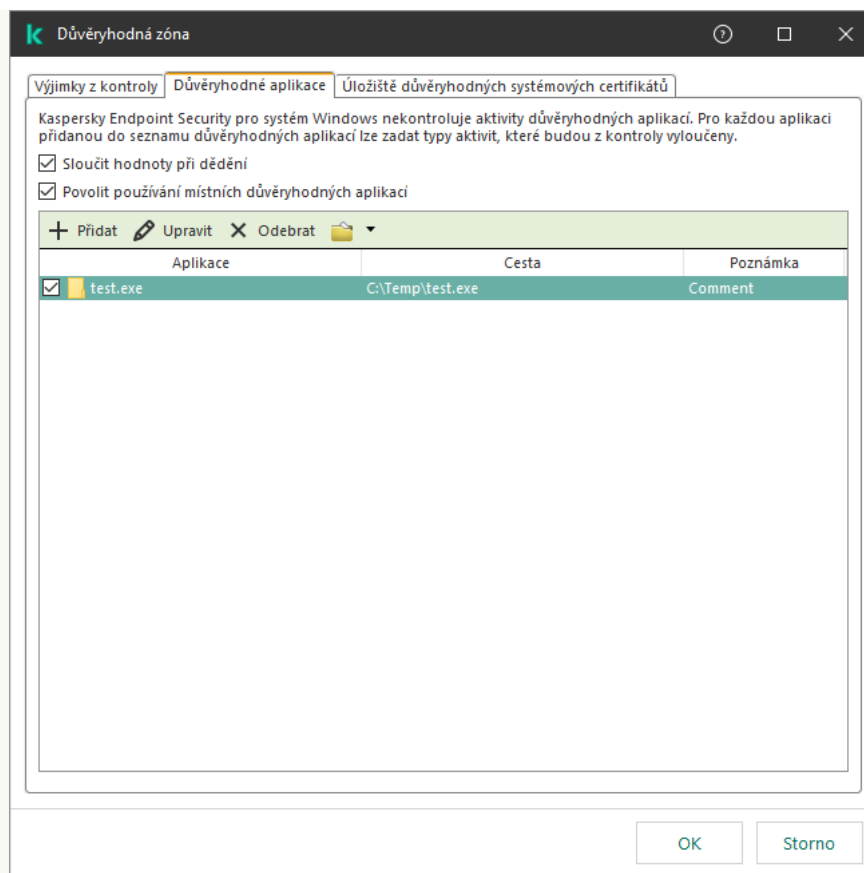 Důvěryhodná zóna
Výjimky z kontroly Důvěryhodné aplikace Úložiště důvěryhodných systémových certifikátů
Kaspersky Endpoint Security pro systém Windows nekontroluje aktivity důvěryhodných aplikací. Pro každou aplikaci
přidanou do seznamu důvěryhodných aplikací lze zadat typy aktivit, které budou z kontroly vyloučeny.
Sloučit hodnoty při dědění
Povolit používání místních důvěryhodných aplikací
Přidat Upravit Odebrat
Aplikace Cesta Poznámka
test.exe C:\Temp\test.exe Comment
OK Storno